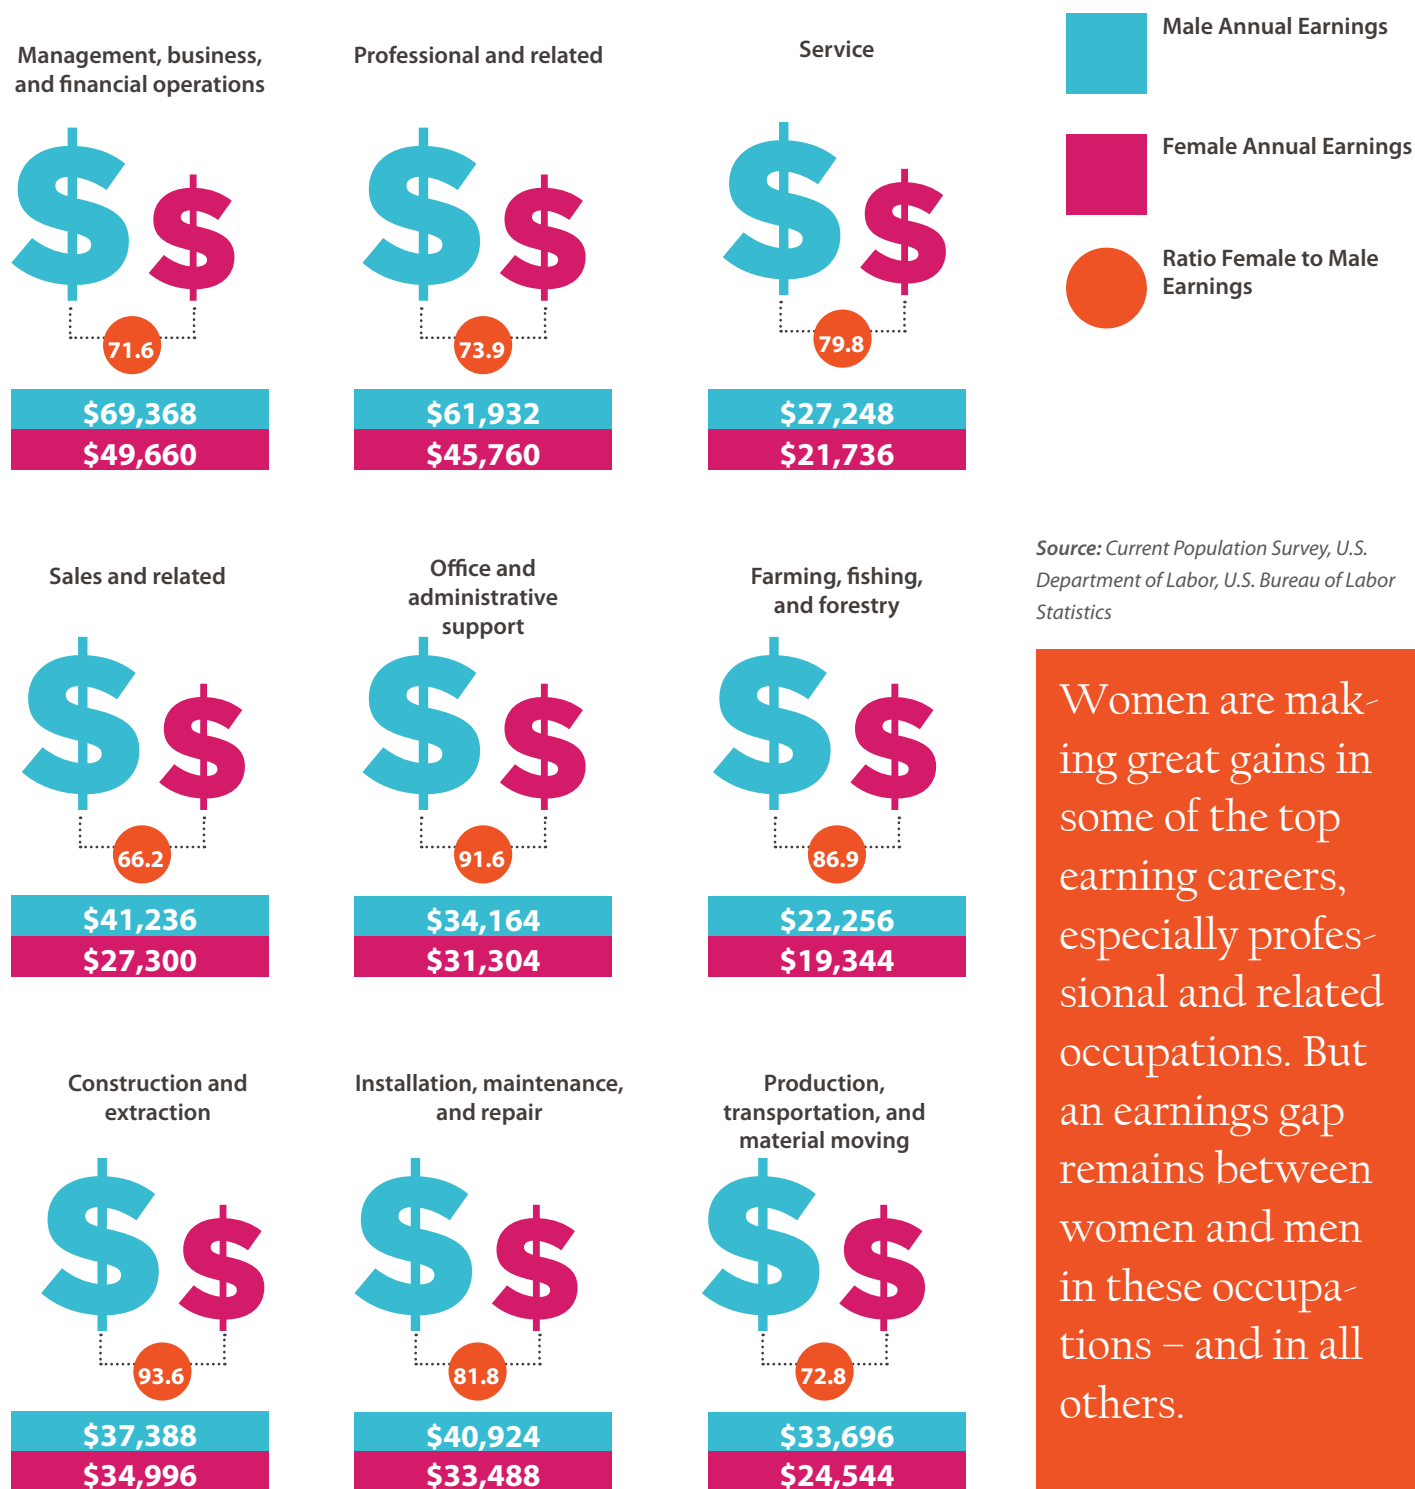 Management, business,
and financial operations
71.6
$69,368
$49,660
Professional and related
73.9
$61,932
$45,760
Service
79.8
$27,248
$21,736
Male Annual Earnings
Female Annual Earnings
Ratio Female to Male
Earnings
Sales and related
66.2
$41,236
$27,300
Office and
administrative
support
91.6
$34,164
$31,304
Farming, fishing,
and forestry
86.9
$22,256
$19,344
Construction and
extraction
93.6
$37,388
$34,996
Installation, maintenance,
and repair
81.8
$40,924
$33,488
Production,
transportation, and
material moving
72.8
$33,696
$24,544
Source: Current Population Survey, U.S.
Department of Labor, U.S. Bureau of Labor
Statistics
Women are mak-
ing great gains in
some of the top
earning careers,
especially profes-
sional and related
occupations. But
an earnings gap
remains between
women and men
in these occupa-
tions – and in all
others.